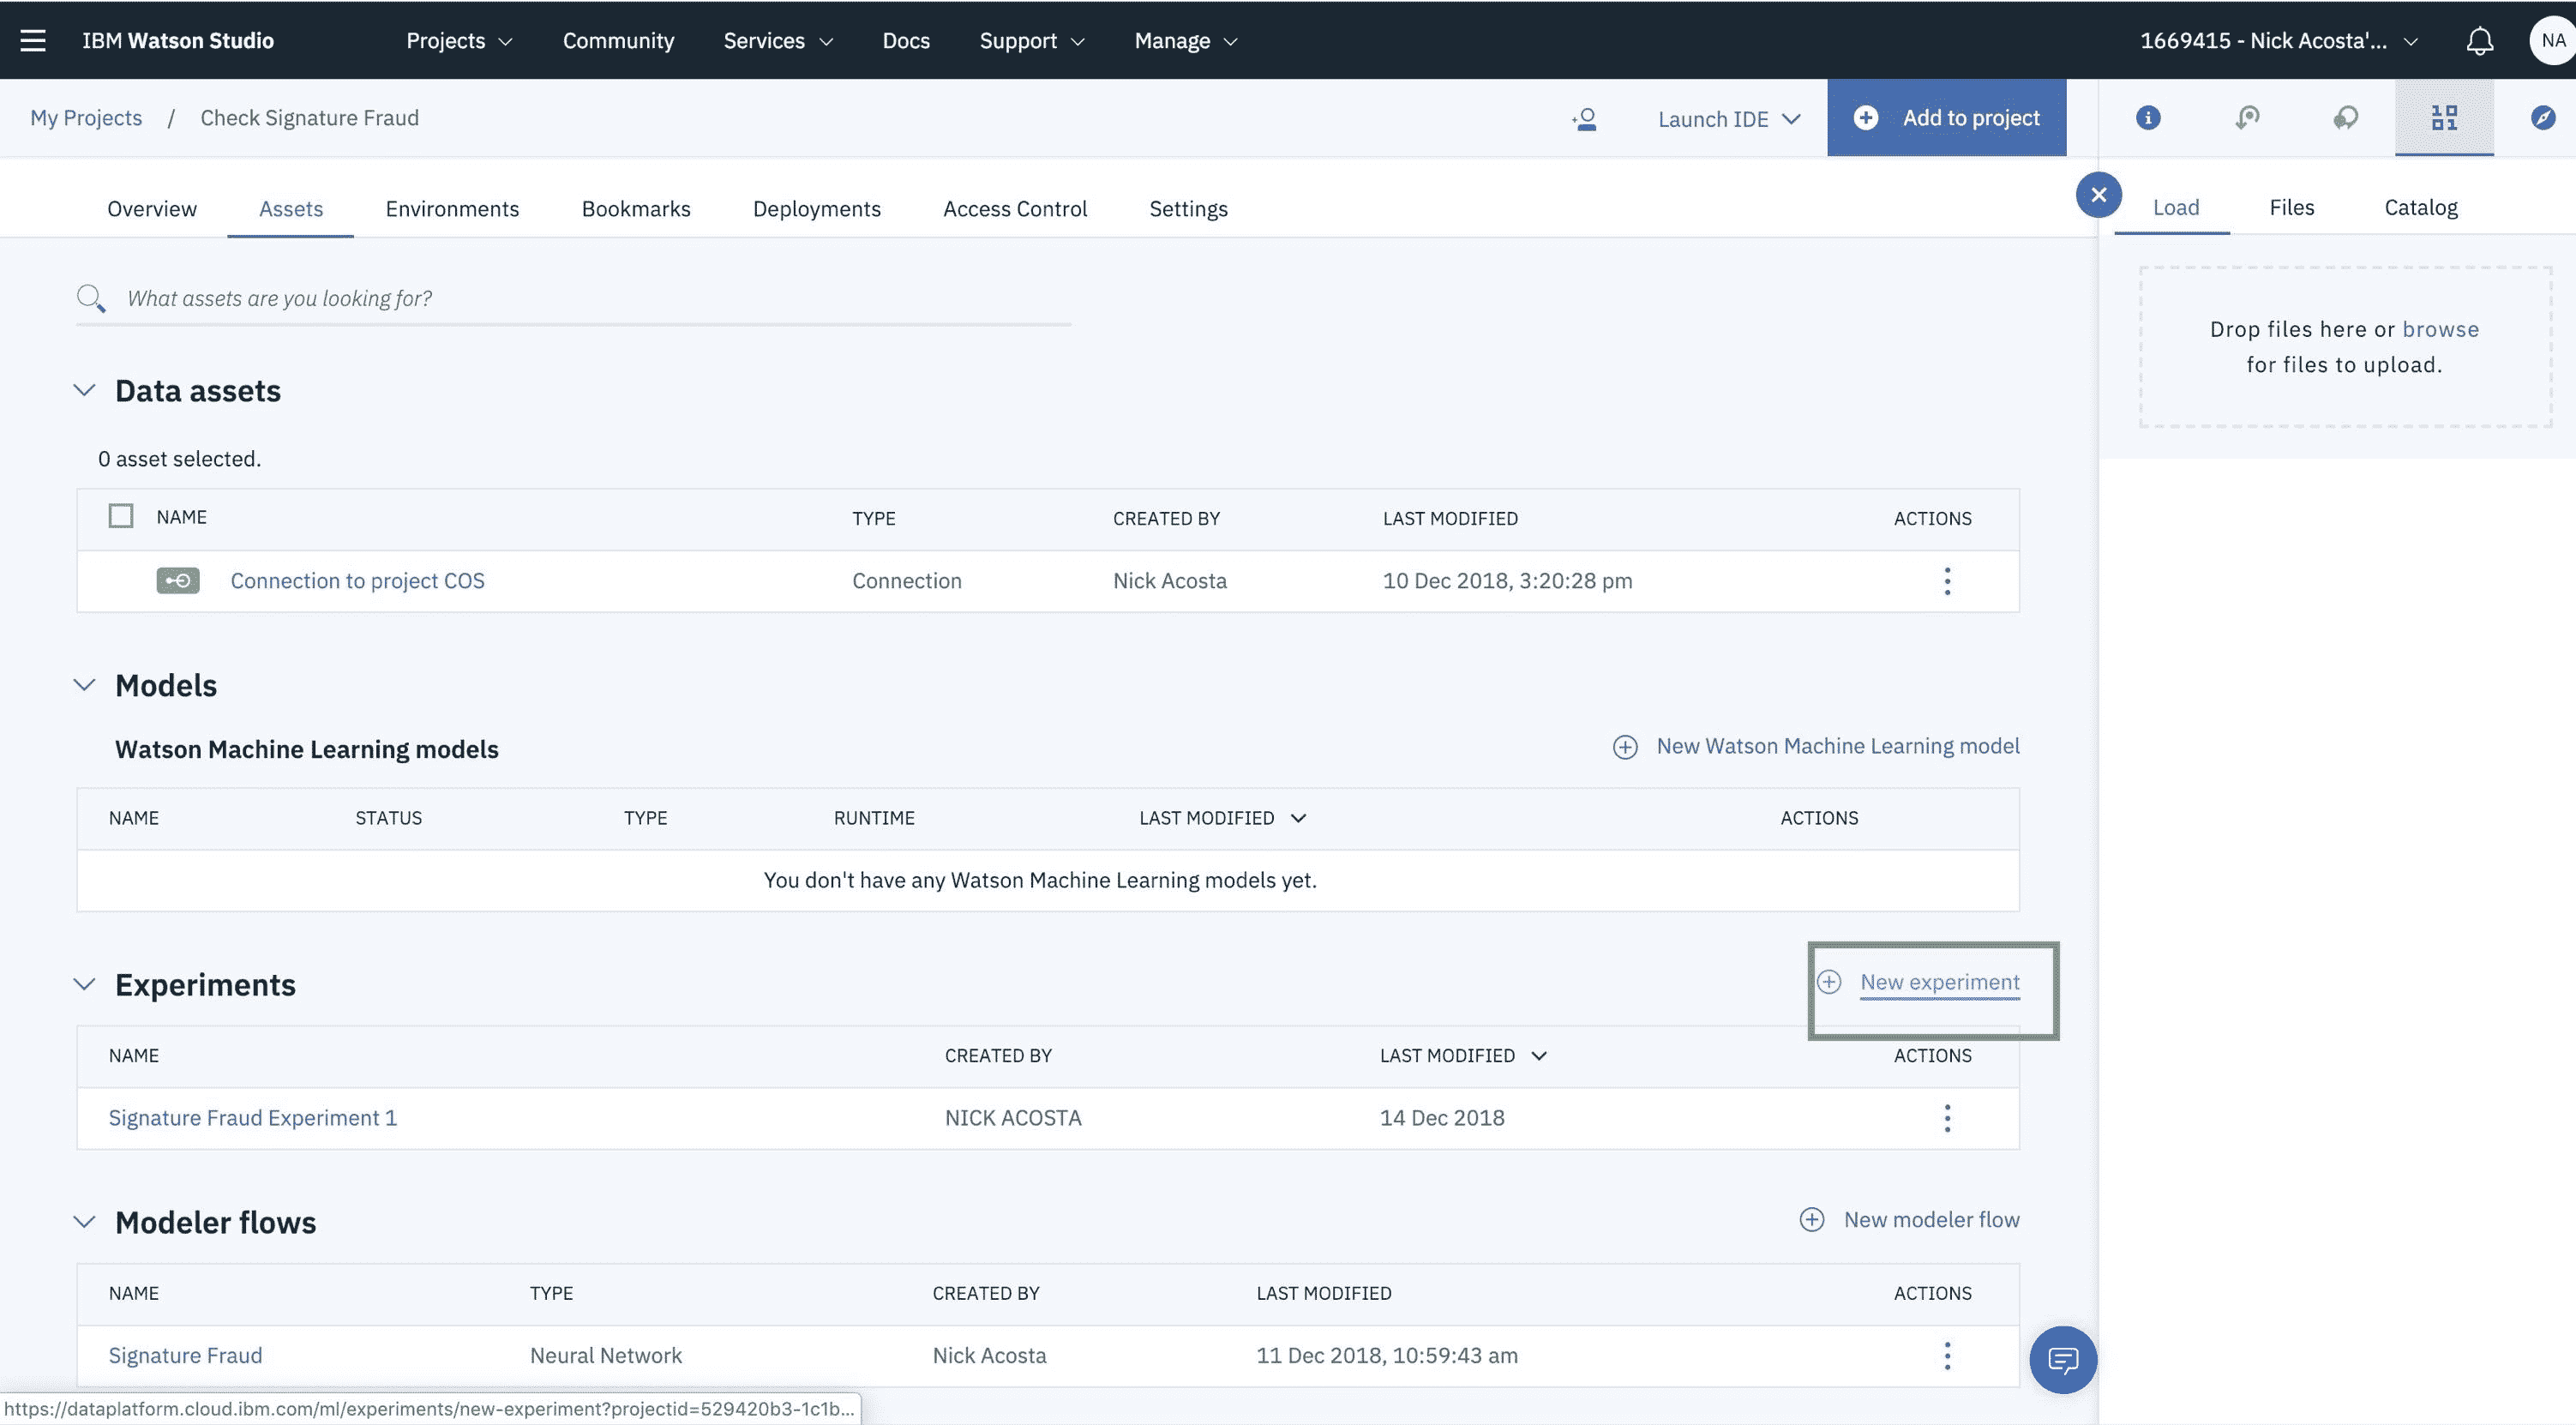 IBM Watson Studio Projects Community Services Docs Support Manage 1669415 - Nick Acosta'... NA
My Projects / Check Signature Fraud Launch IDE Add to project
Overview Assets Environments Bookmarks Deployments Access Control Settings Load Files Catalog
What assets are you looking for?
Drop files here or browse
for files to upload.
Data assets
0 asset selected.
NAME TYPE CREATED BY LAST MODIFIED ACTIONS
Connection to project COS Connection Nick Acosta 10 Dec 2018, 3:20:28 pm
Models
Watson Machine Learning models New Watson Machine Learning model
NAME STATUS TYPE RUNTIME LAST MODIFIED ACTIONS
You don't have any Watson Machine Learning models yet.
Experiments New experiment
NAME CREATED BY LAST MODIFIED ACTIONS
Signature Fraud Experiment 1 NICK ACOSTA 14 Dec 2018
Modeler flows New modeler flow
NAME TYPE CREATED BY LAST MODIFIED ACTIONS
Signature Fraud Neural Network Nick Acosta 11 Dec 2018, 10:59:43 am
https://dataplatform.cloud.ibm.com/ml/experiments/new-experiment?projectid=529420b3-1c1b...